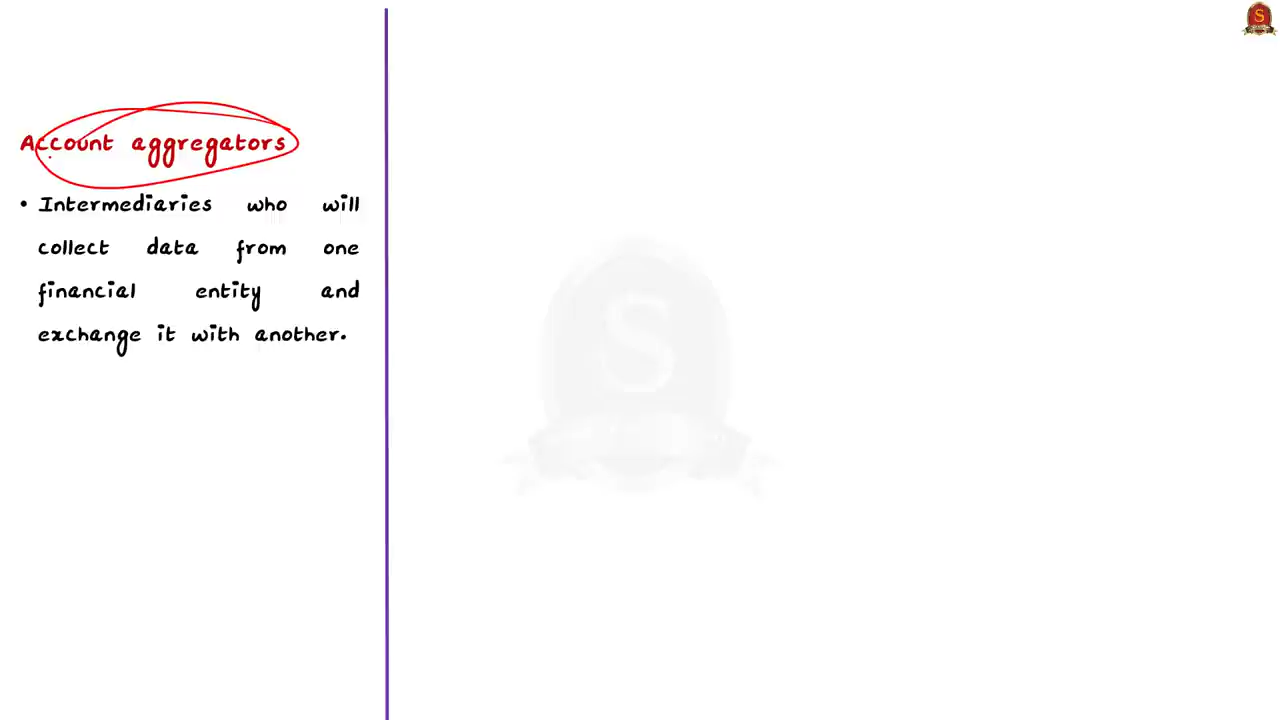 Account aggregators
• Intermediaries who will
collect data from one
financial entity and
exchange it with another.
S
S